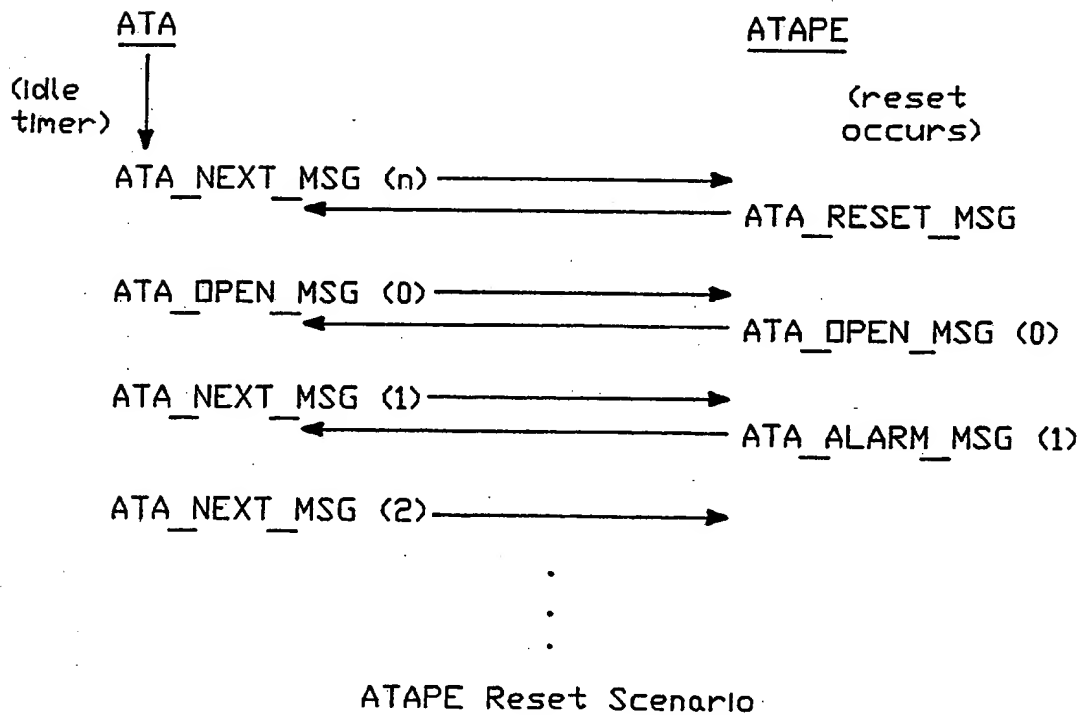 ATA
ATAPE
(idle
timer)
(reset
occurs)
ATA_NEXT_MSG (n)
ATA_RESET_MSG
ATA_OPEN_MSG (0)
ATA_OPEN_MSG (0)
ATA_NEXT_MSG (1)
ATA_ALARM_MSG (1)
ATA_NEXT_MSG (2)
ATAPE Reset Scenario